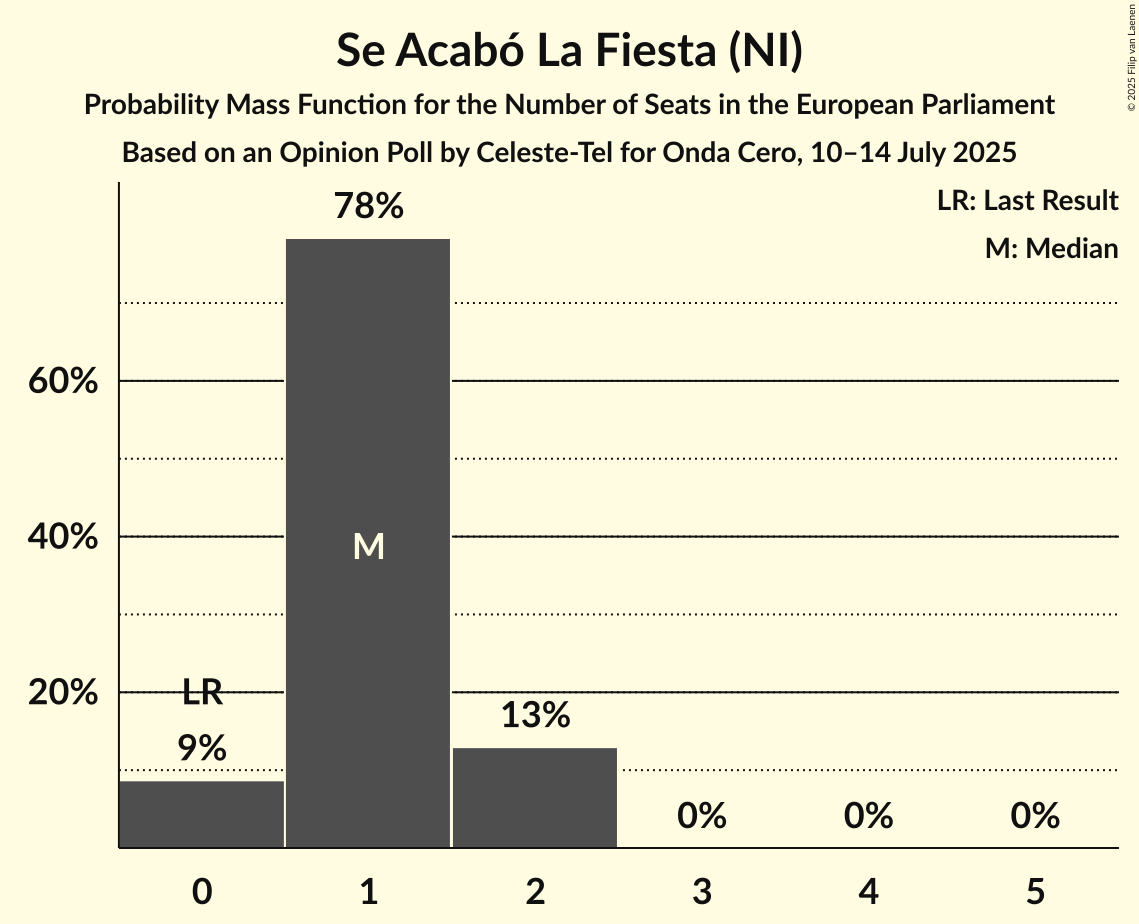 Se Acabó La Fiesta (NI)
Probability Mass Function for the Number of Seats in the European Parliament
Based on an Opinion Poll by Celeste-Tel for Onda Cero, 10–14 July 2025
© 2025 Filip van Laenen
LR: Last Result
M: Median
78%
60%
40%
M
20%
LR
13%
9%
0%
0%
0%
0
1
2
3
4
5